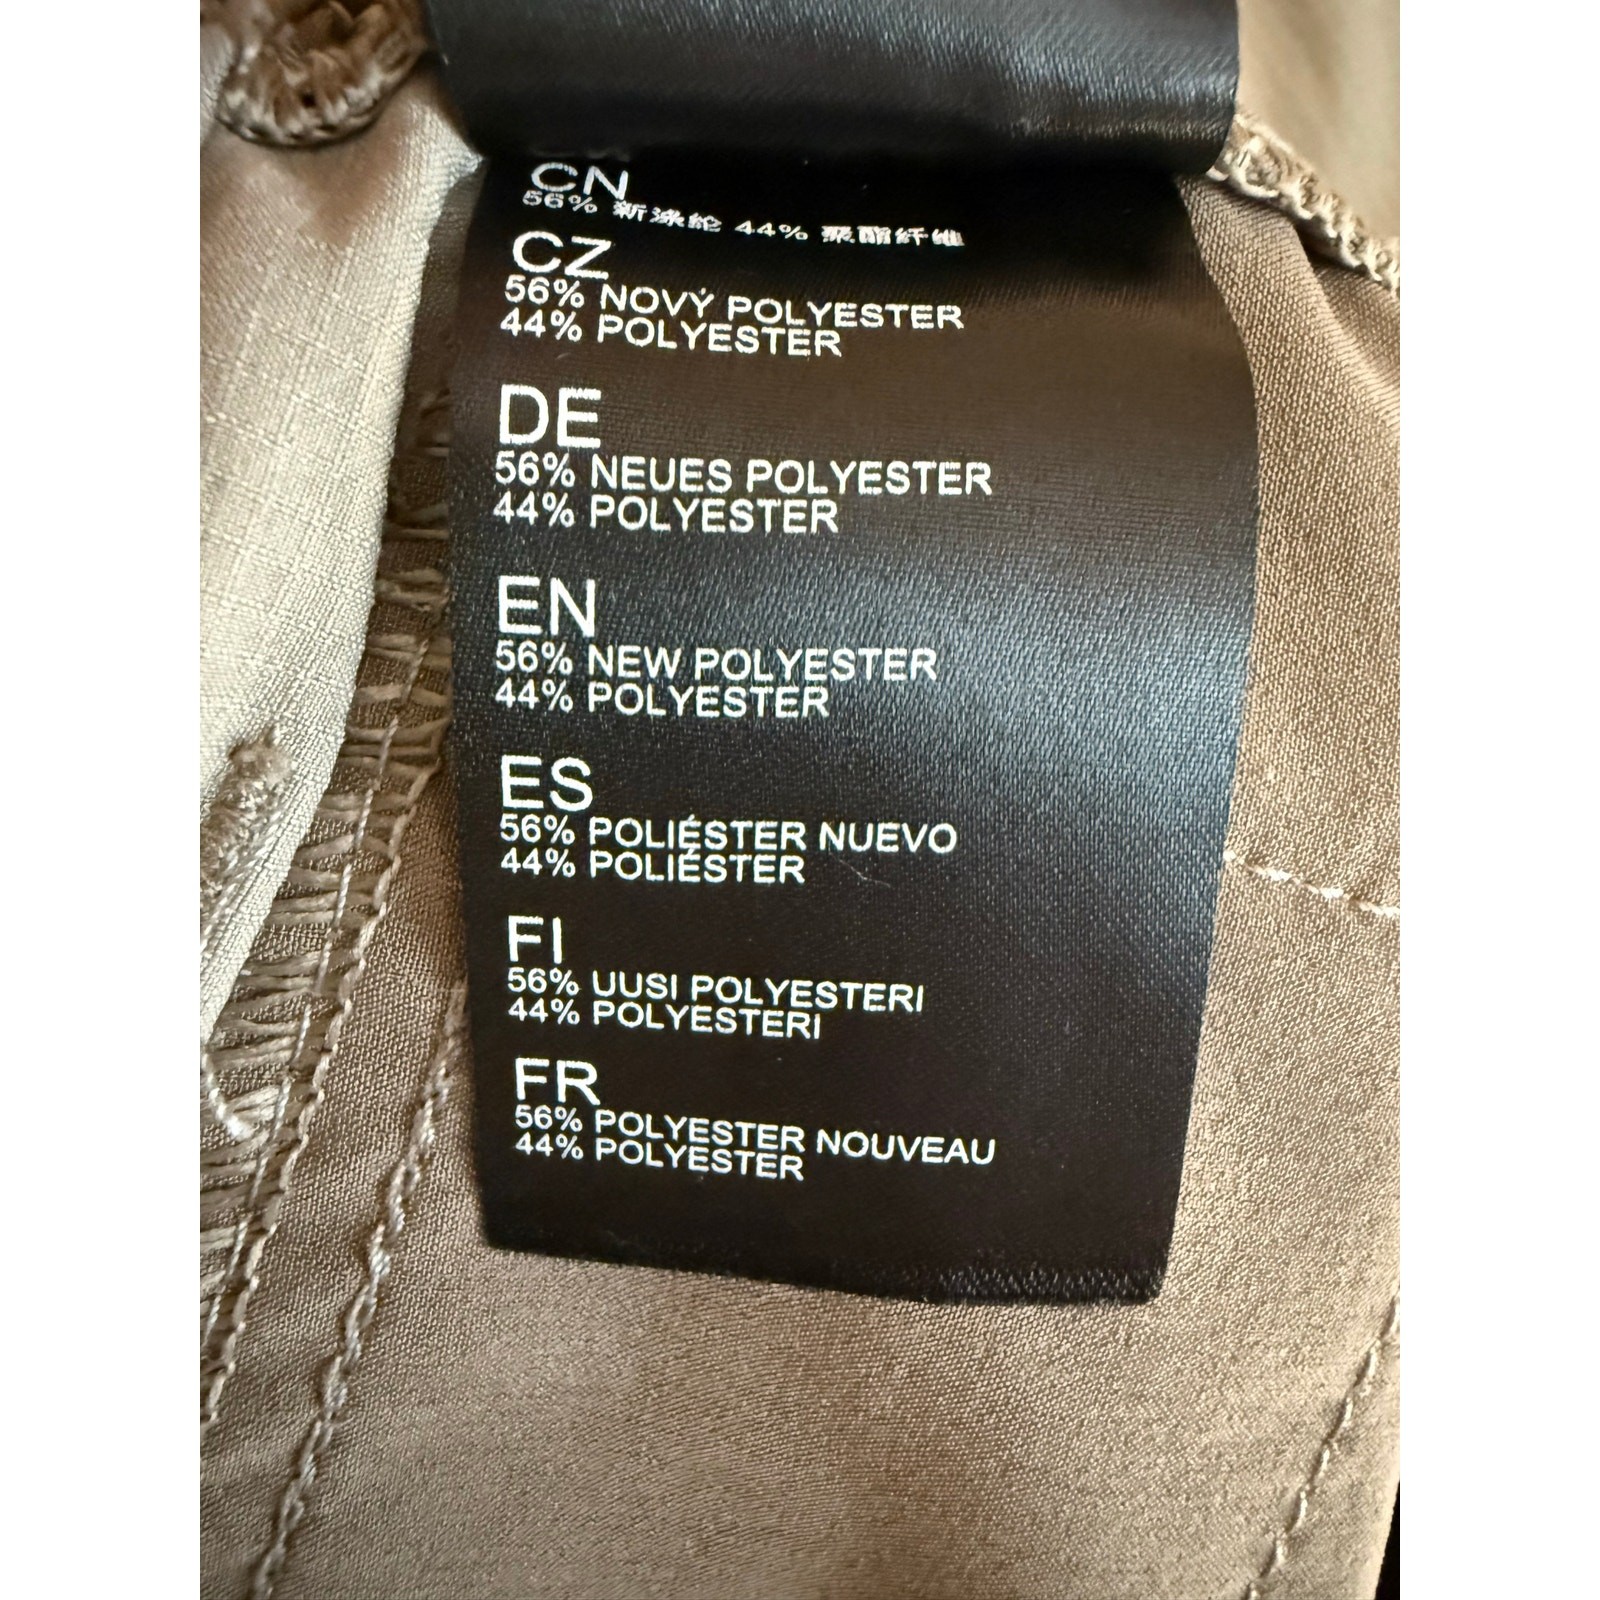 CN
56% 新涤纶 44% 聚酯纤维
CZ
56% NOVÝ POLYESTER
44% POLYESTER
DE
56% NEUES POLYESTER
44% POLYESTER
EN
56% NEW POLYESTER
44% POLYESTER
ES
56% POLIÉSTER NUEVO
44% POLIÉSTER
FI
56% UUSI POLYESTERI
44% POLYESTERI
FR
56% POLYESTER NOUVEAU
44% POLYESTER